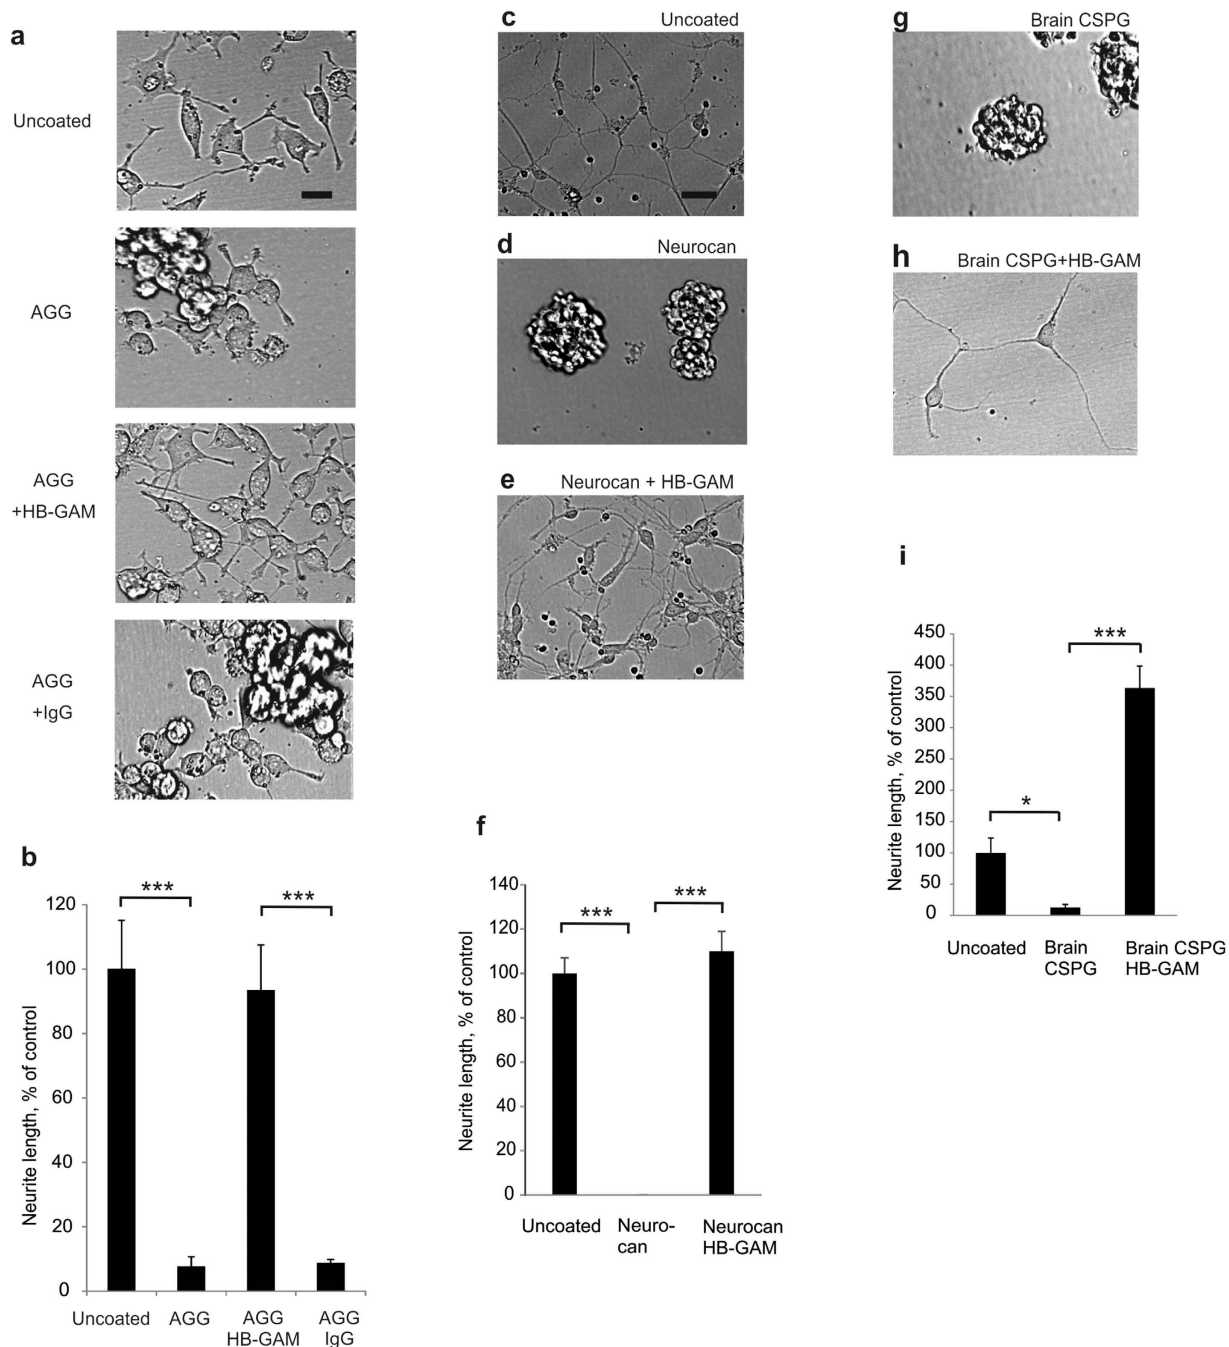 a
Uncoated
AGG
AGG
+HB-GAM
AGG
+IgG
b
Neurite length, % of control
120
100
80
60
40
20
0
***
***
Uncoated
AGG
AGG
HB-GAM
AGG
IgG
c
Uncoated
d
Neurocan
e
Neurocan + HB-GAM
f
Neurite length, % of control
140
120
100
80
60
40
20
0
***
***
Uncoated
Neuro-
can
Neurocan
HB-GAM
g
Brain CSPG
h
Brain CSPG+HB-GAM
i
Neurite length, % of control
450
400
350
300
250
200
150
100
50
0
*
***
Uncoated
Brain
CSPG
Brain CSPG
HB-GAM